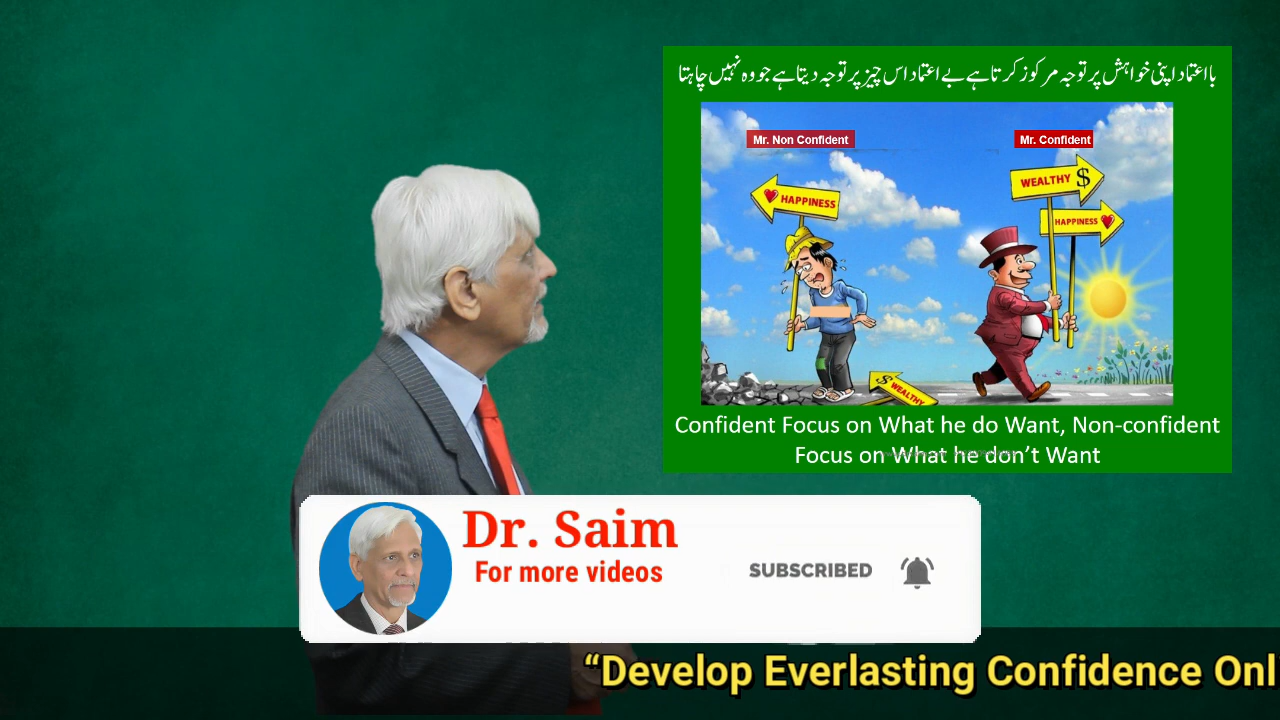 بااعتماد اپنی خواہش پر توجہ مرکوز کرتا ہے بے اعتماد اس چیز پر توجہ دیتا ہے جو وہ نہیں چاہتا
Mr. Non Confident
Mr. Confident
WEALTHY $
HAPPINESS
HAPPINESS
$ WEALTHY
Confident Focus on What he do Want, Non-confident
Focus on What he don’t Want
Dr. Saim
For more videos
SUBSCRIBED
“Develop Everlasting Confidence Onl